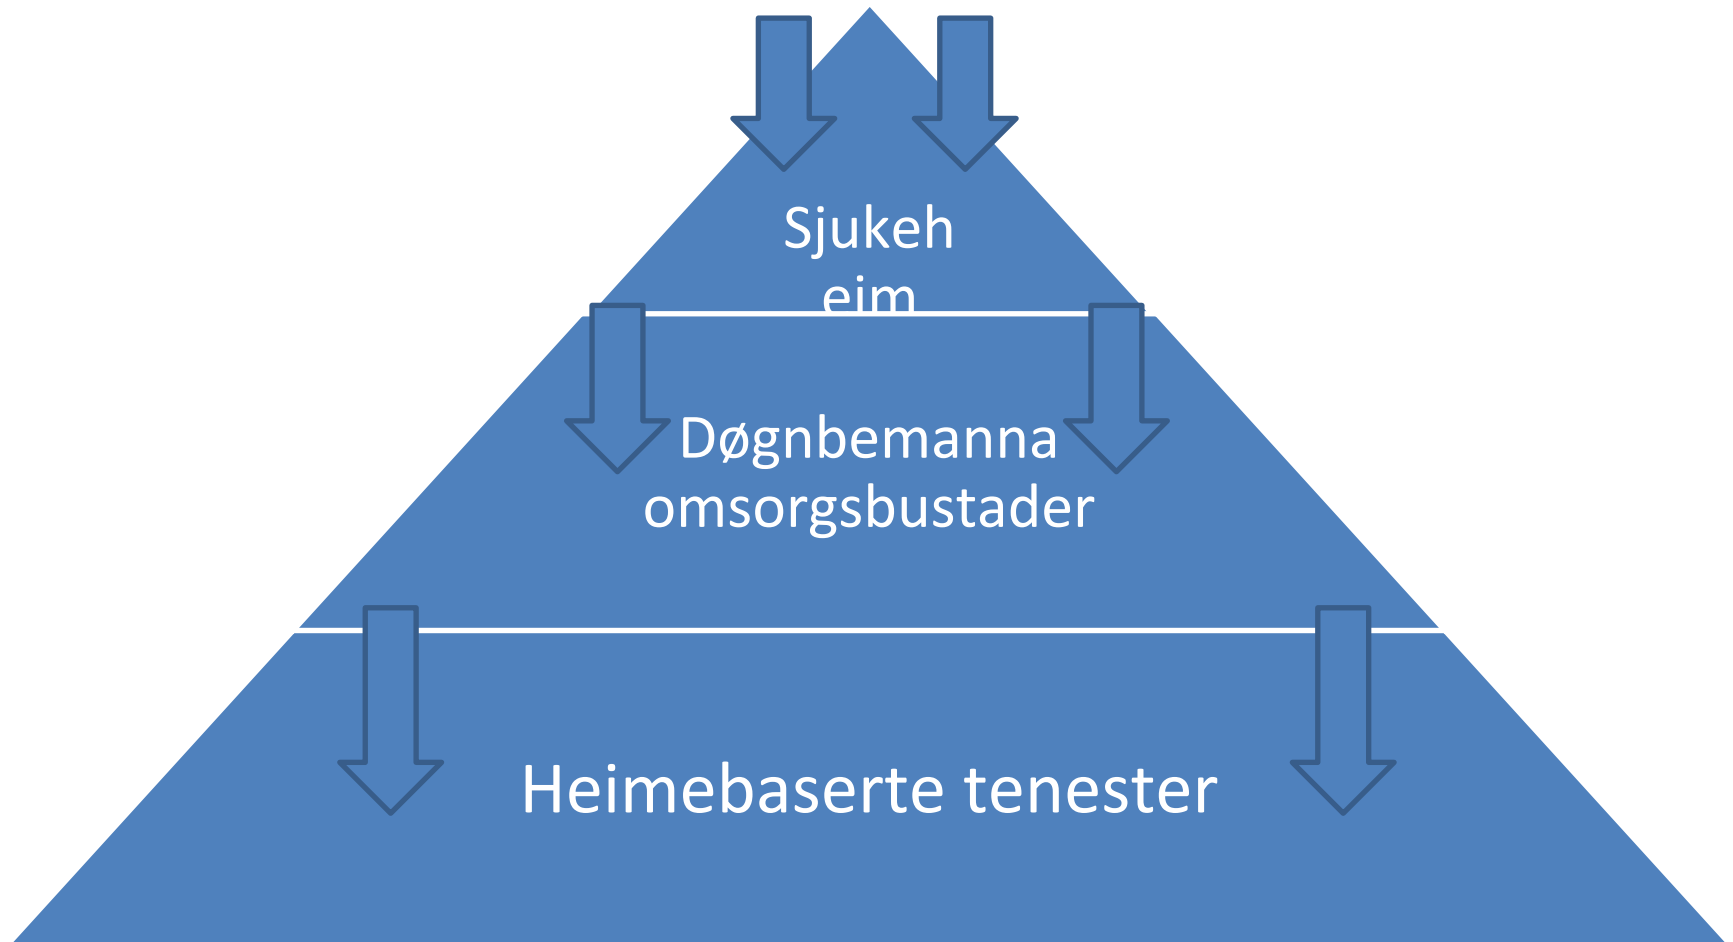 Sjukeh
eim
Døgnbemanna
omsorgsbustader
Heimebaserte tenester